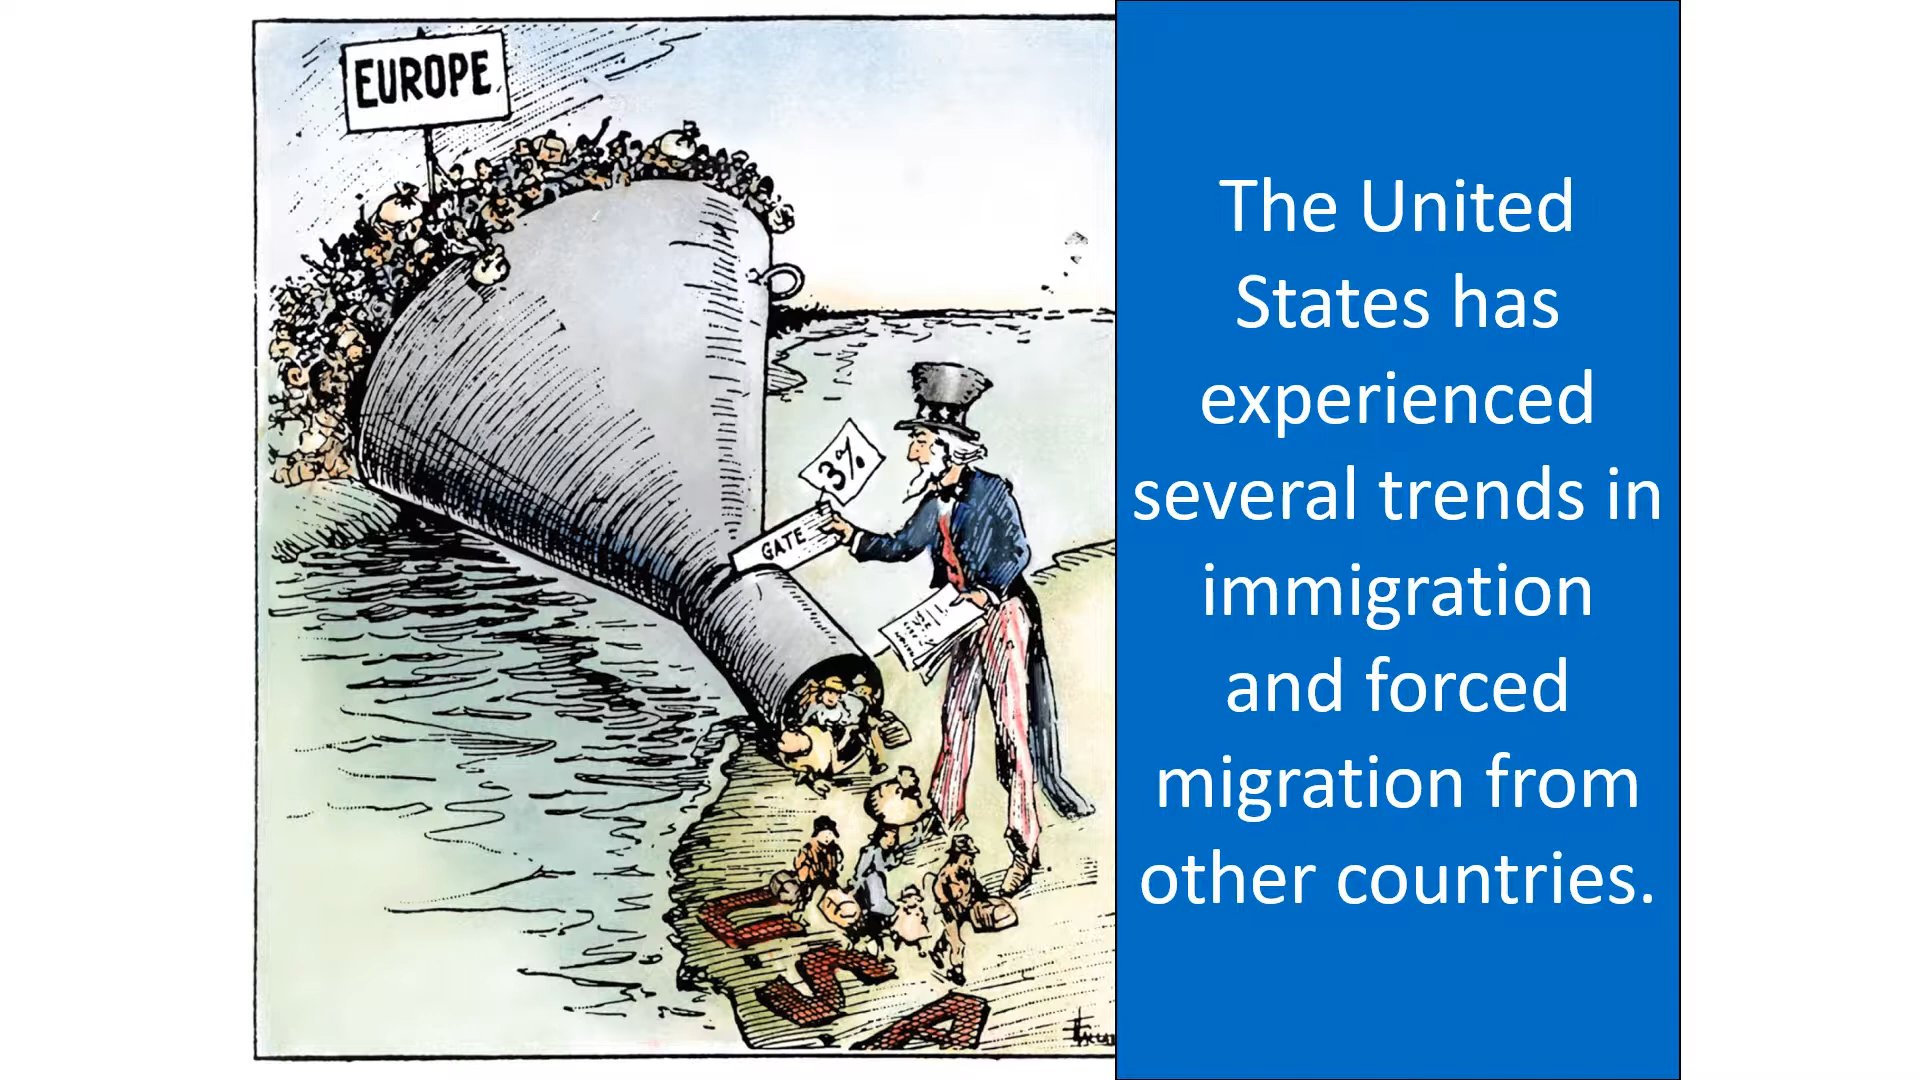 EUROPE
3%
GATE
USA
The United
States has
experienced
several trends in
immigration
and forced
migration from
other countries.